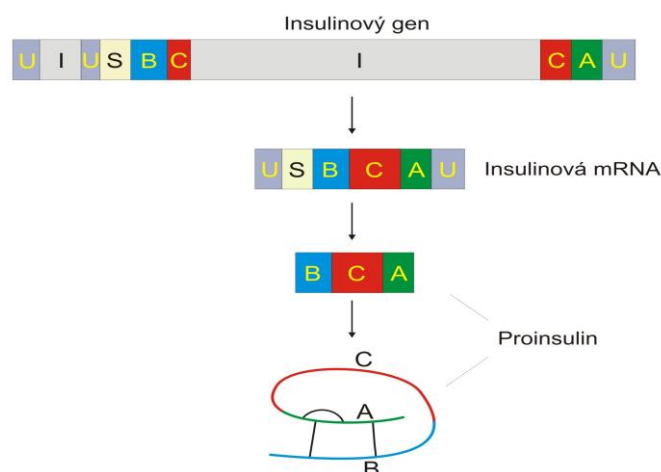 Insulinový gen
U I U S B C I C A U
U S B C A U
Insulinová mRNA
B C A
Proinsulin
C
A
B